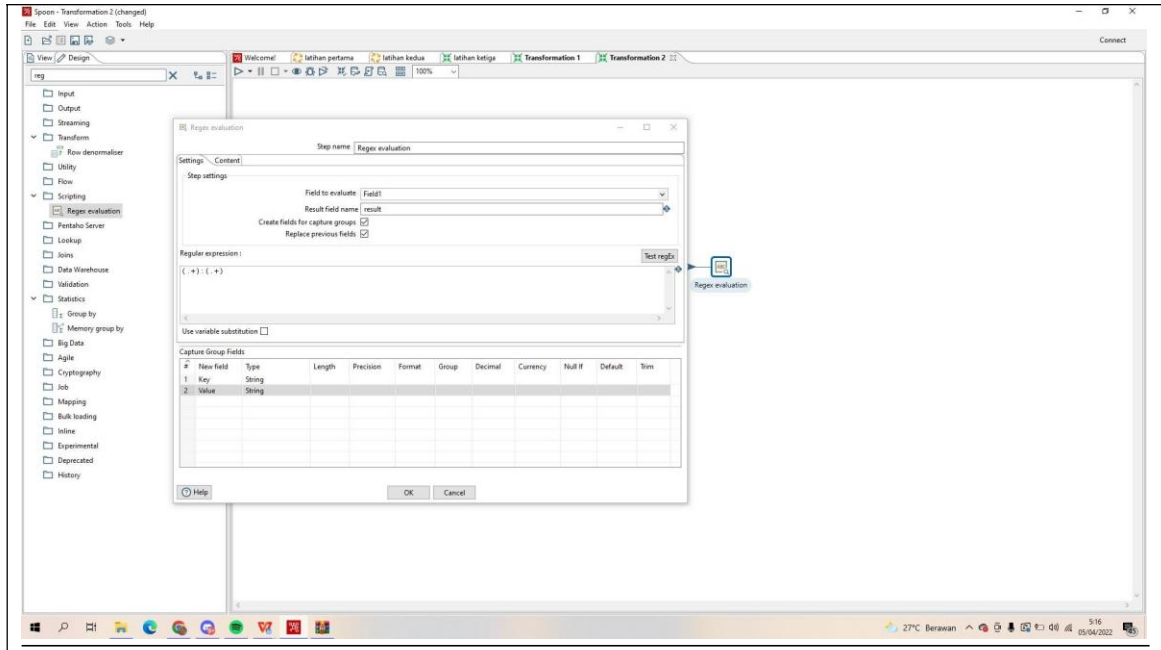 Spoon - Transformation 2 (changed)
File Edit View Action Tools Help
Connect
View Design
Welcome! latihan pertama latihan kedua latihan ketiga Transformation 1 Transformation 2
reg
100%
Input
Output
Streaming
Transform
Row denormaliser
Utility
Flow
Scripting
Regex evaluation
Pentaho Server
Lookup
Joins
Data Warehouse
Validation
Statistics
Group by
Memory group by
Big Data
Agile
Cryptography
Job
Mapping
Bulk loading
Inline
Experimental
Deprecated
History
Regex evaluation
Step name Regex evaluation
Settings Content
Step settings
Field to evaluate Field1
Result field name result
Create fields for capture groups
Replace previous fields
Regular expression :
Test regEx
(.+):(.+)
Use variable substitution
Capture Group Fields
# New field Type Length Precision Format Group Decimal Currency Null If Default Trim
1 Key String
2 Value String
Help OK Cancel
Regex evaluation
27°C Berawan
5:16
05/04/2022